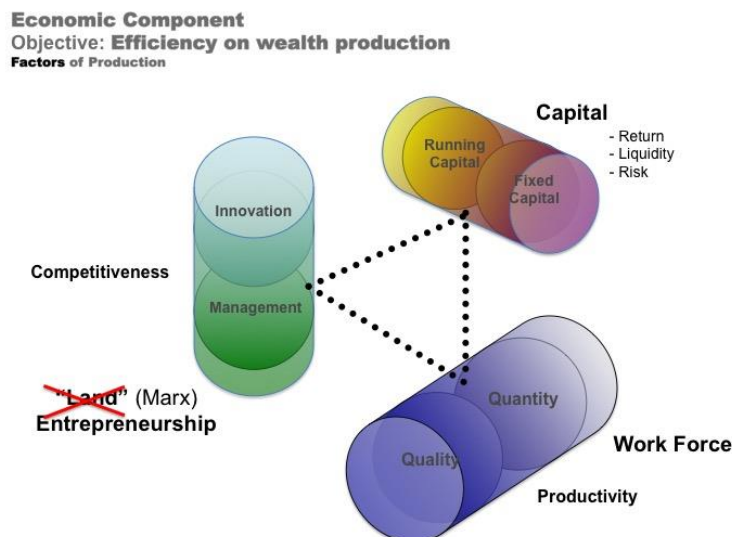 Economic Component
Objective: Efficiency on wealth production
Factors of Production
Capital
- Return
- Liquidity
- Risk
Running
Capital
Fixed
Capital
Innovation
Competitiveness
Management
"Land" (Marx)
Entrepreneurship
Quantity
Quality
Work Force
Productivity